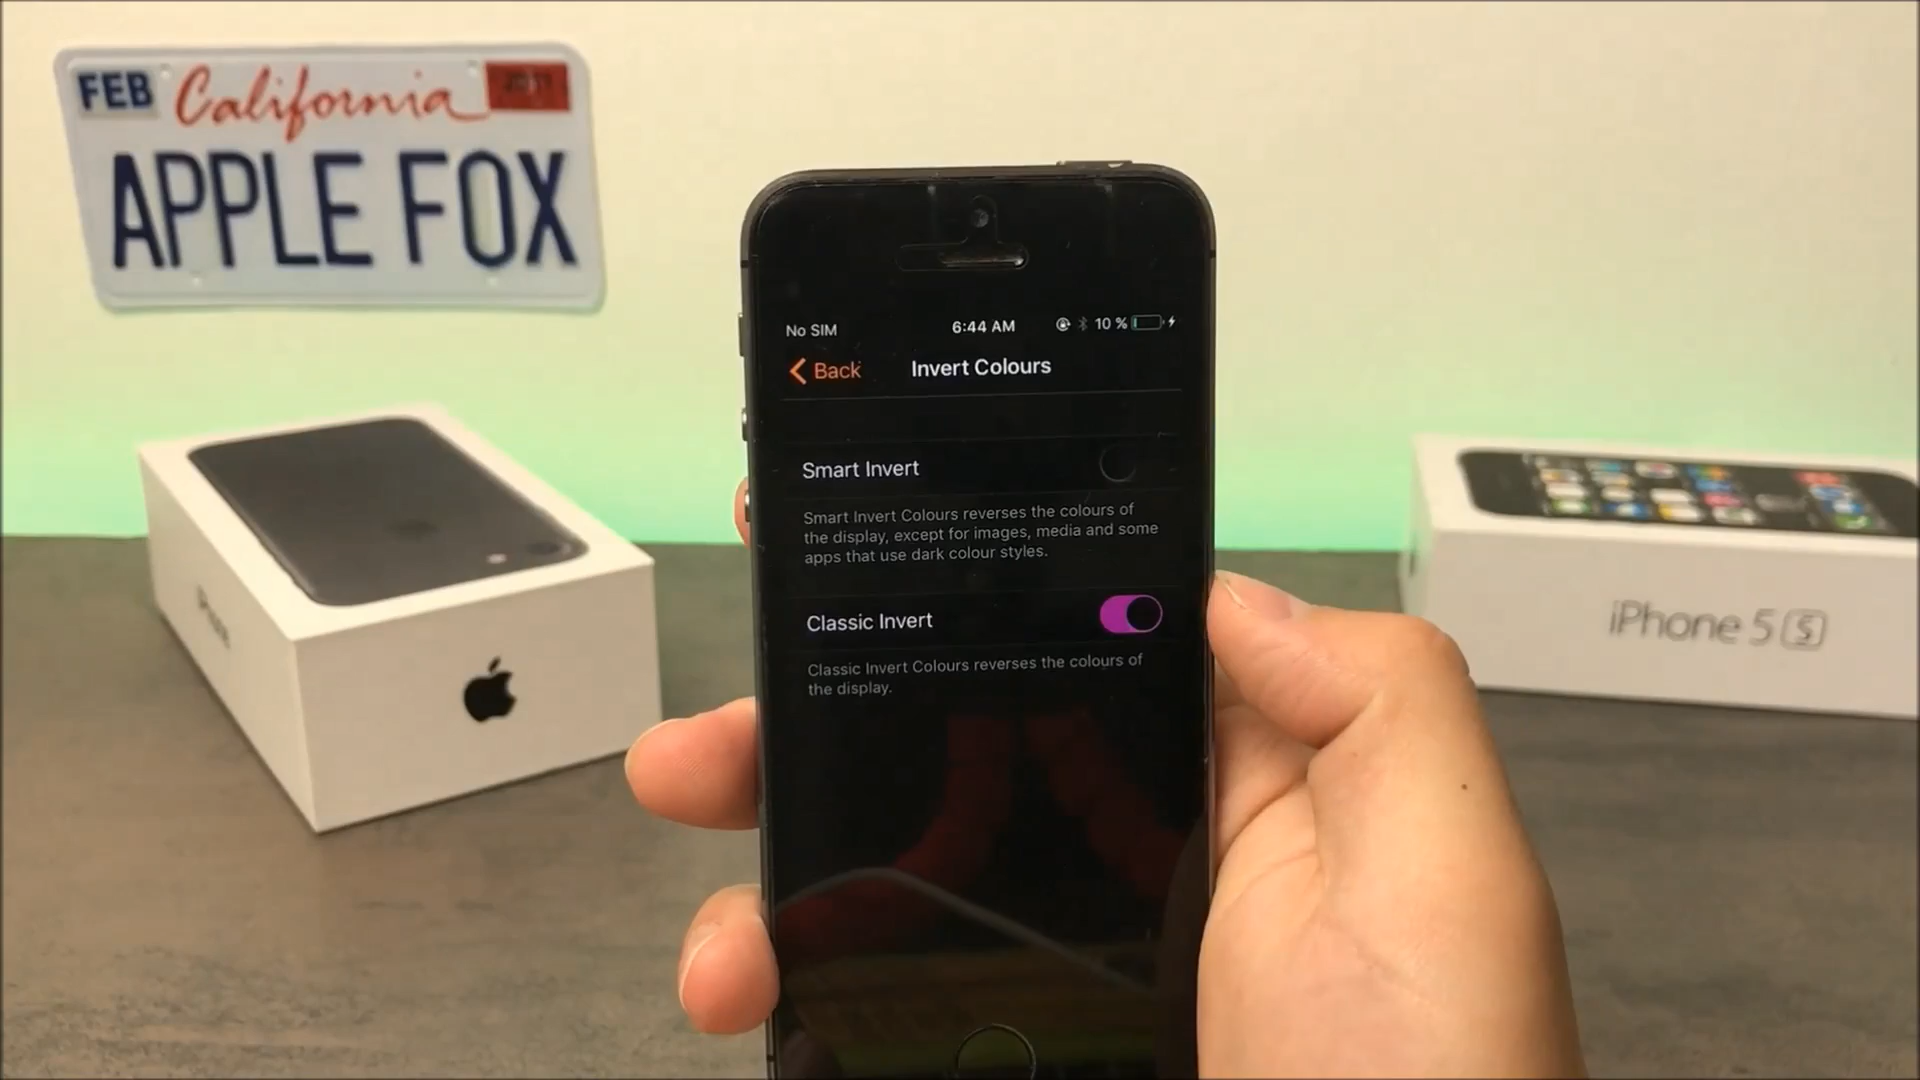 FEB California
APPLE FOX
No SIM 6:44 AM 10 %
Back Invert Colours
Smart Invert
Smart Invert Colours reverses the colours of
the display, except for images, media and some
apps that use dark colour styles.
Classic Invert
Classic Invert Colours reverses the colours of
the display.
iPhone
iPhone 5 S